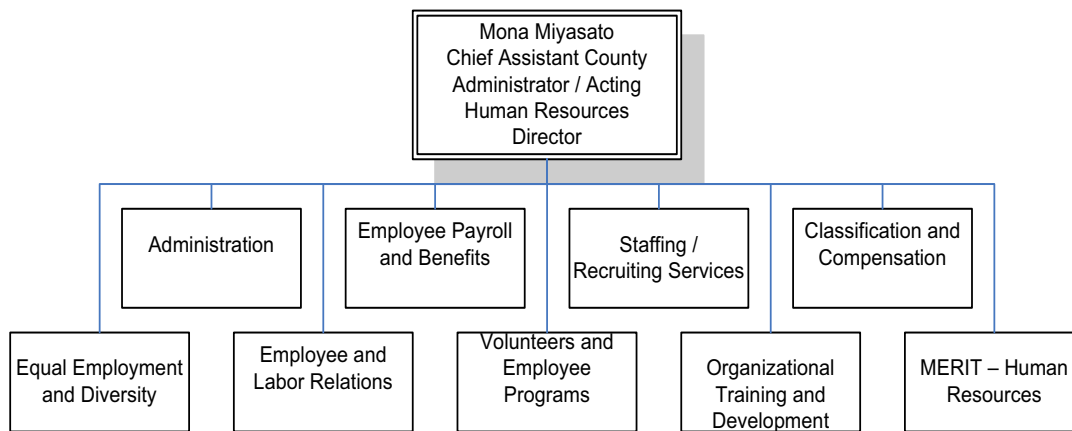 Mona Miyasato
Chief Assistant County
Administrator / Acting
Human Resources
Director
Administration
Employee Payroll
and Benefits
Staffing /
Recruiting Services
Classification and
Compensation
Equal Employment
and Diversity
Employee and
Labor Relations
Volunteers and
Employee
Programs
Organizational
Training and
Development
MERIT – Human
Resources